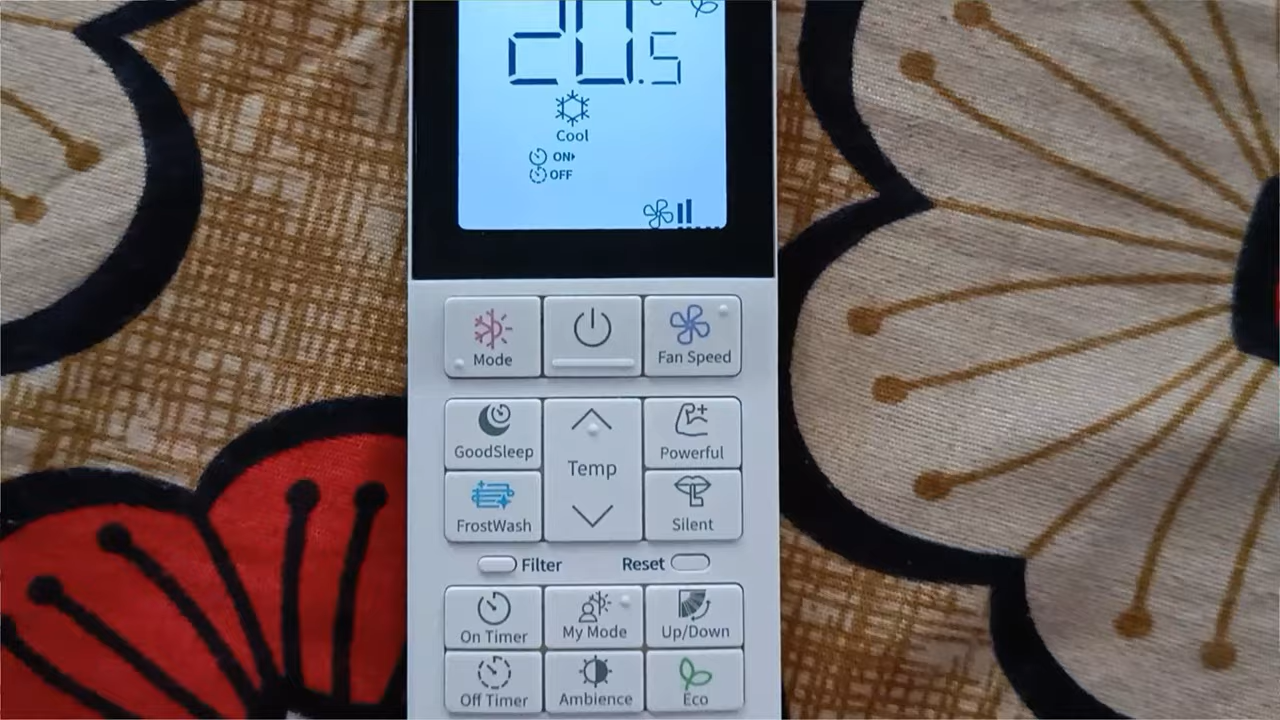 20.5
Cool
ON
OFF
Mode
Fan Speed
GoodSleep
Temp
Powerful
FrostWash
Silent
Filter
Reset
On Timer
My Mode
Up/Down
Off Timer
Ambience
Eco